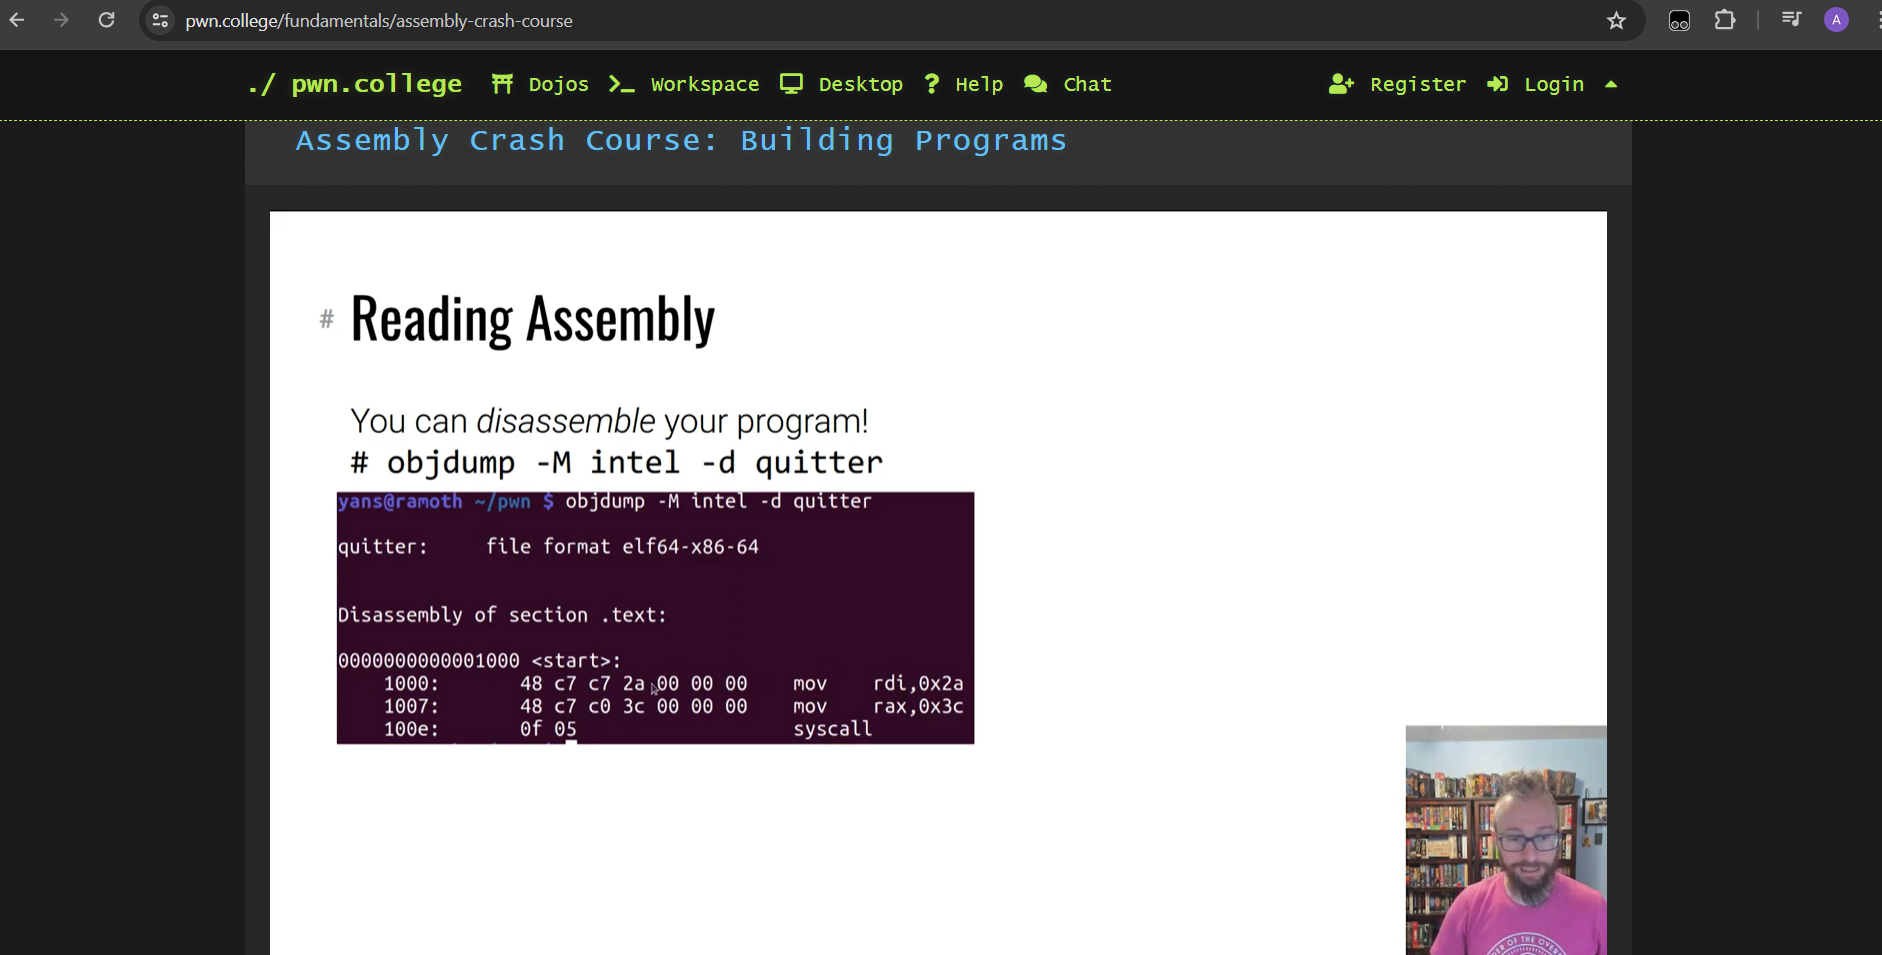 pwn.college/fundamentals/assembly-crash-course
A
./ pwn.college Dojos Workspace Desktop ? Help Chat Register Login
Assembly Crash Course: Building Programs
# Reading Assembly
You can disassemble your program!
# objdump -M intel -d quitter
yans@ramoth ~/pwn $ objdump -M intel -d quitter
quitter:     file format elf64-x86-64
Disassembly of section .text:
0000000000001000 <start>:
1000:       48 c7 c7 2a 00 00 00    mov    rdi,0x2a
1007:       48 c7 c0 3c 00 00 00    mov    rax,0x3c
100e:       0f 05                   syscall